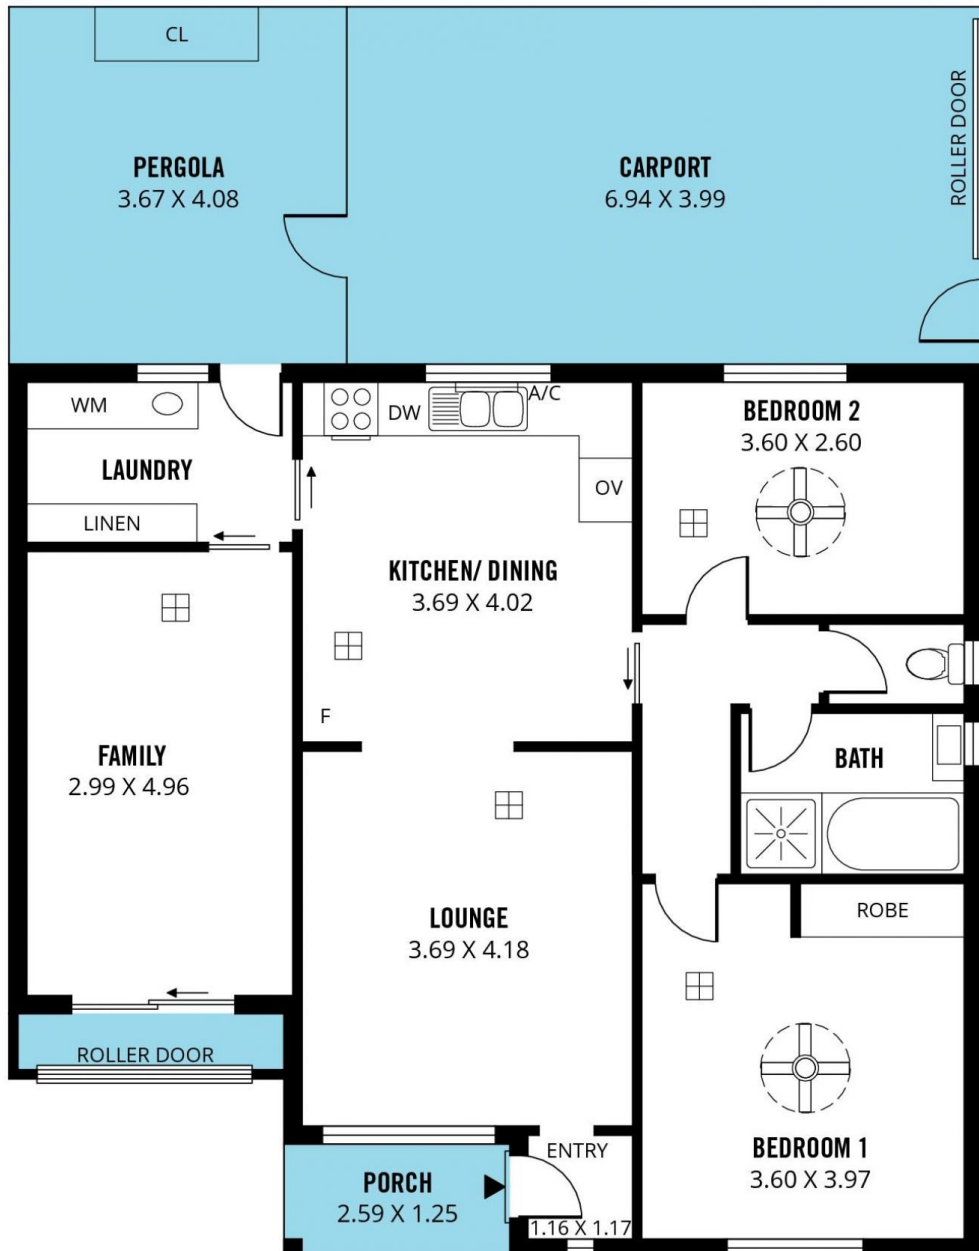 CL
PERGOLA
3.67 X 4.08
CARPORT
6.94 X 3.99
ROLLER DOOR
WM
LAUNDRY
LINEN
DW
A/C
OV
KITCHEN/ DINING
3.69 X 4.02
F
BEDROOM 2
3.60 X 2.60
FAMILY
2.99 X 4.96
BATH
LOUNGE
3.69 X 4.18
ROBE
ROLLER DOOR
PORCH
2.59 X 1.25
ENTRY
1.16 X 1.17
BEDROOM 1
3.60 X 3.97